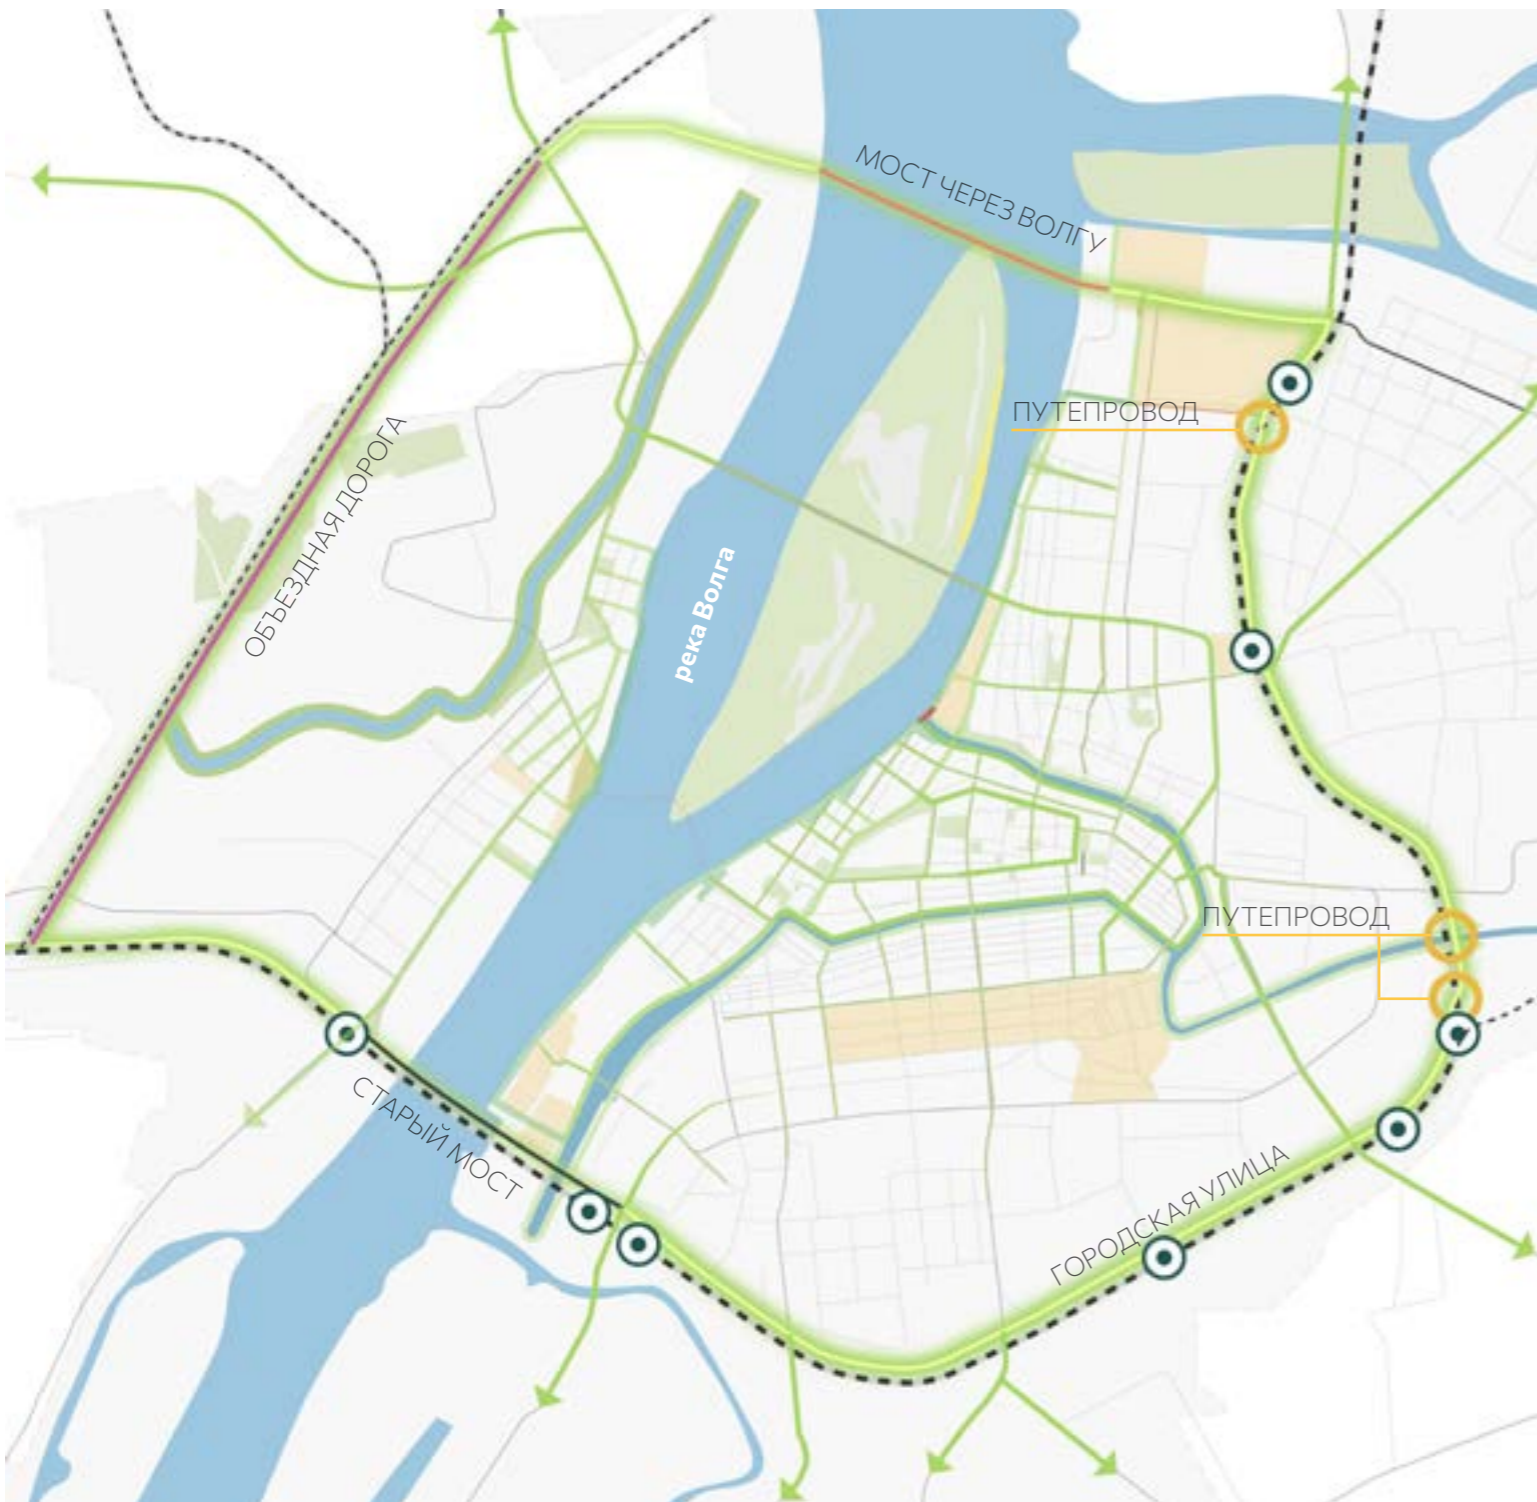 МОСТ ЧЕРЕЗ ВОЛГУ
ПУТЕПРОВОД
ОБЪЕЗДНАЯ ДОРОГА
река Волга
ПУТЕПРОВОД
СТАРЫЙ МОСТ
ГОРОДСКАЯ УЛИЦА